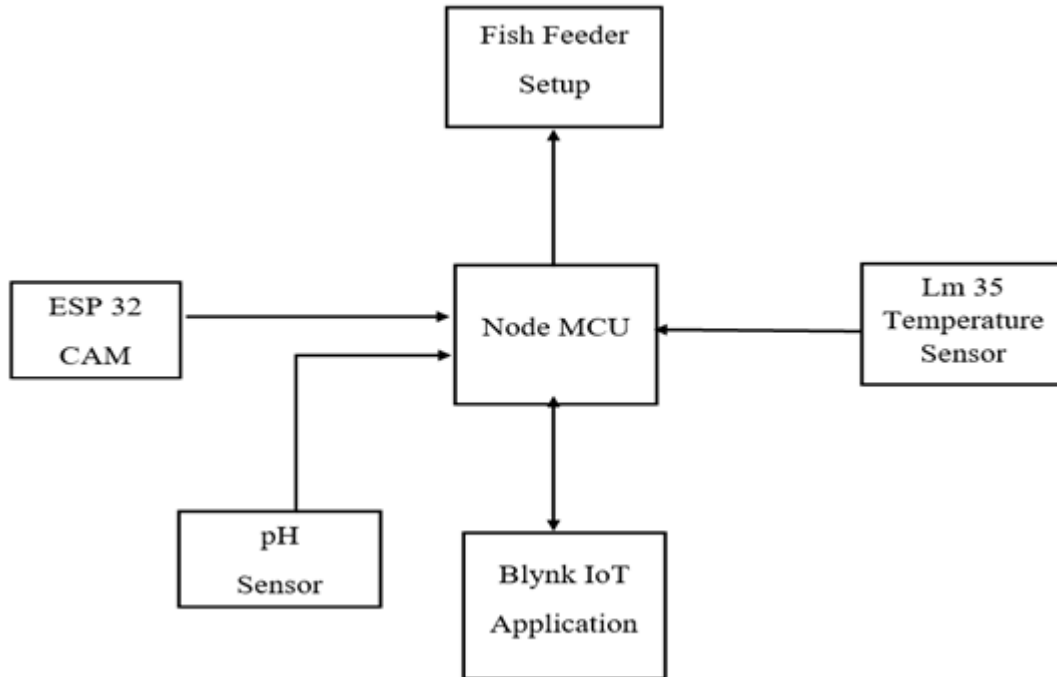 Fish Feeder
Setup
ESP 32
CAM
Node MCU
Lm 35
Temperature
Sensor
pH
Sensor
Blynk IoT
Application